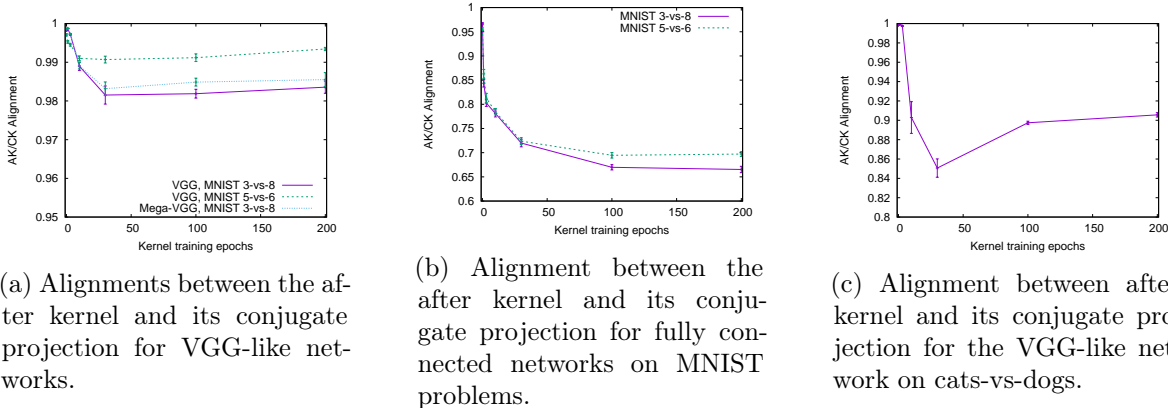 1
0.99
0.98
0.97
0.96
0.95
0 50 100 150 200
AK/CK Alignment
Kernel training epochs
VGG, MNIST 3-vs-8
VGG, MNIST 5-vs-6
Mega-VGG, MNIST 3-vs-8
(a) Alignments between the af-
ter kernel and its conjugate
projection for VGG-like net-
works.
1
0.95
0.9
0.85
0.8
0.75
0.7
0.65
0.6
0 50 100 150 200
AK/CK Alignment
Kernel training epochs
MNIST 3-vs-8
MNIST 5-vs-6
(b) Alignment between the
after kernel and its conju-
gate projection for fully con-
nected networks on MNIST
problems.
1
0.98
0.96
0.94
0.92
0.9
0.88
0.86
0.84
0.82
0.8
0 50 100 150 200
AK/CK Alignment
Kernel training epochs
(c) Alignment between after
kernel and its conjugate pro-
jection for the VGG-like net-
work on cats-vs-dogs.